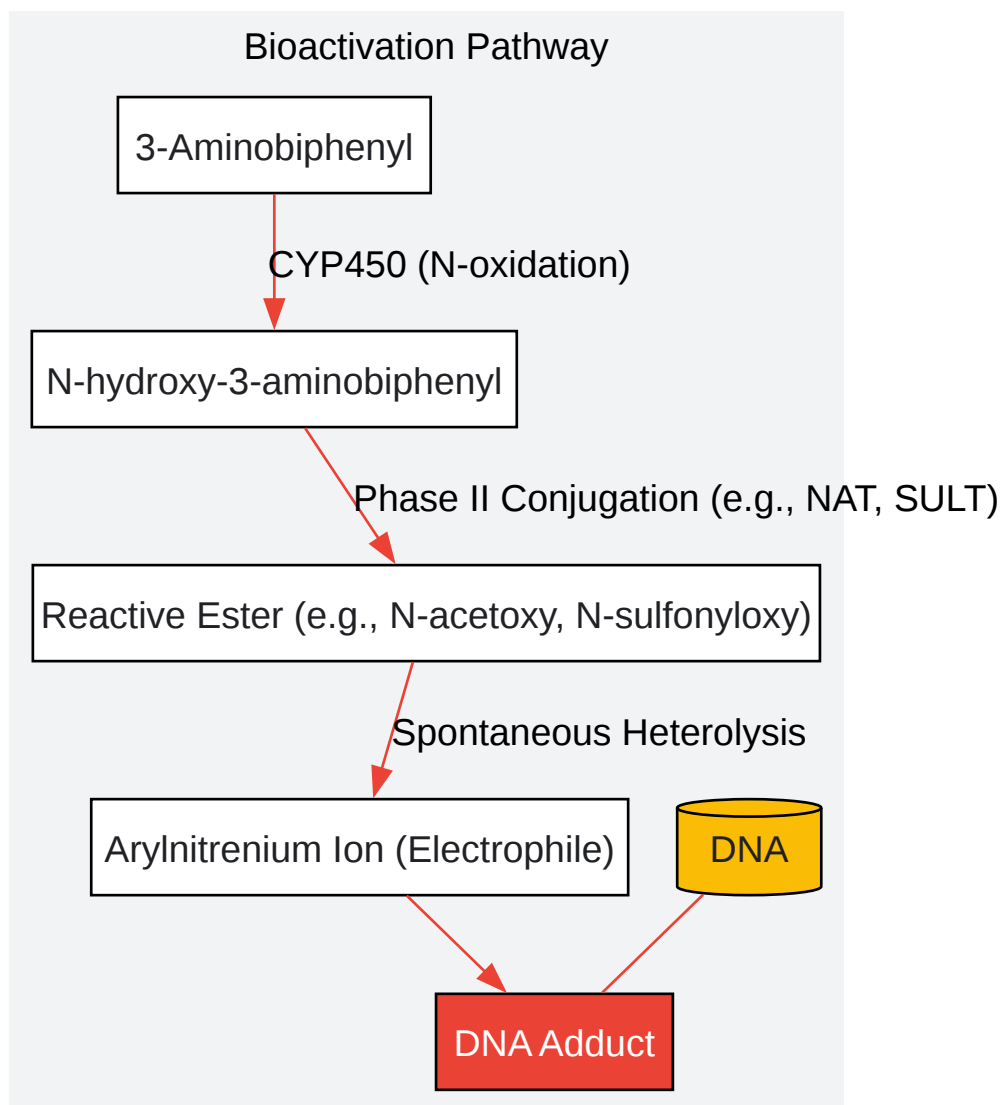 Bioactivation Pathway
3-Aminobiphenyl
CYP450 (N-oxidation)
N-hydroxy-3-aminobiphenyl
Phase II Conjugation (e.g., NAT, SULT)
Reactive Ester (e.g., N-acetoxy, N-sulfonyloxy)
Spontaneous Heterolysis
Arylnitrenium Ion (Electrophile)
DNA
DNA Adduct